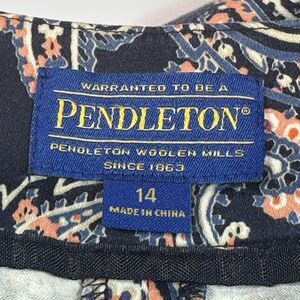 WARRANTED TO BE A
PENDLETON®
PENDLETON WOOLEN MILLS
SINCE 1863
14
MADE IN CHINA